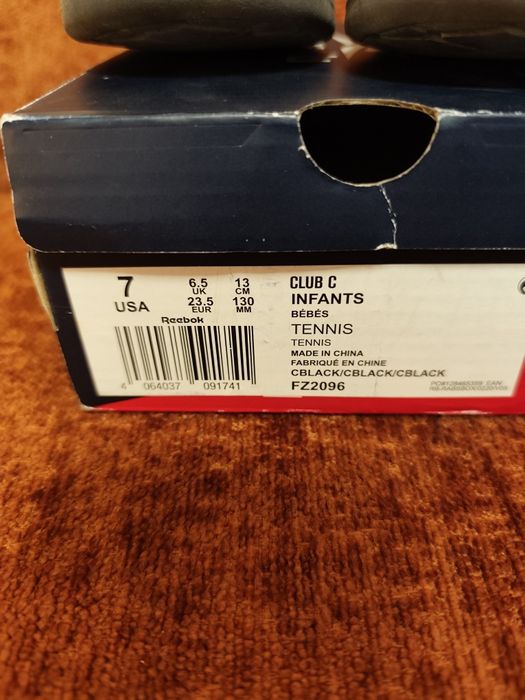 7
USA
6.5
UK
13
CM
23.5
EUR
130
MM
Reebok
4 064037 091741
CLUB C
INFANTS
BÉBÉS
TENNIS
TENNIS
MADE IN CHINA
FABRIQUÉ EN CHINE
CBLACK/CBLACK/CBLACK
FZ2096